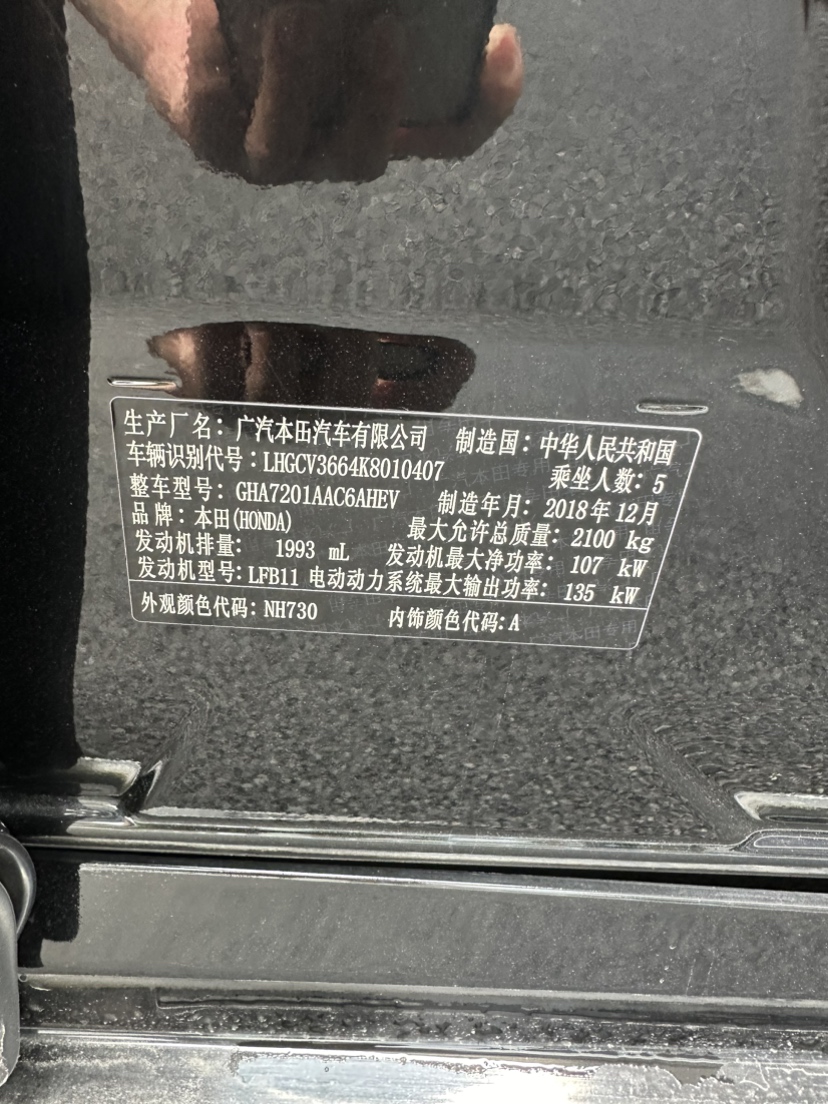 生产厂名：广汽本田汽车有限公司 制造国：中华人民共和国
车辆识别代号：LHGCV3664K8010407 乘坐人数：5
整车型号：GHA7201AAC6AHEV 制造年月：2018年12月
品牌：本田(HONDA) 最大允许总质量：2100 kg
发动机排量： 1993 mL 发动机最大净功率： 107 kW
发动机型号：LFB11 电动动力系统最大输出功率： 135 kW
外观颜色代码：NH730 内饰颜色代码：A